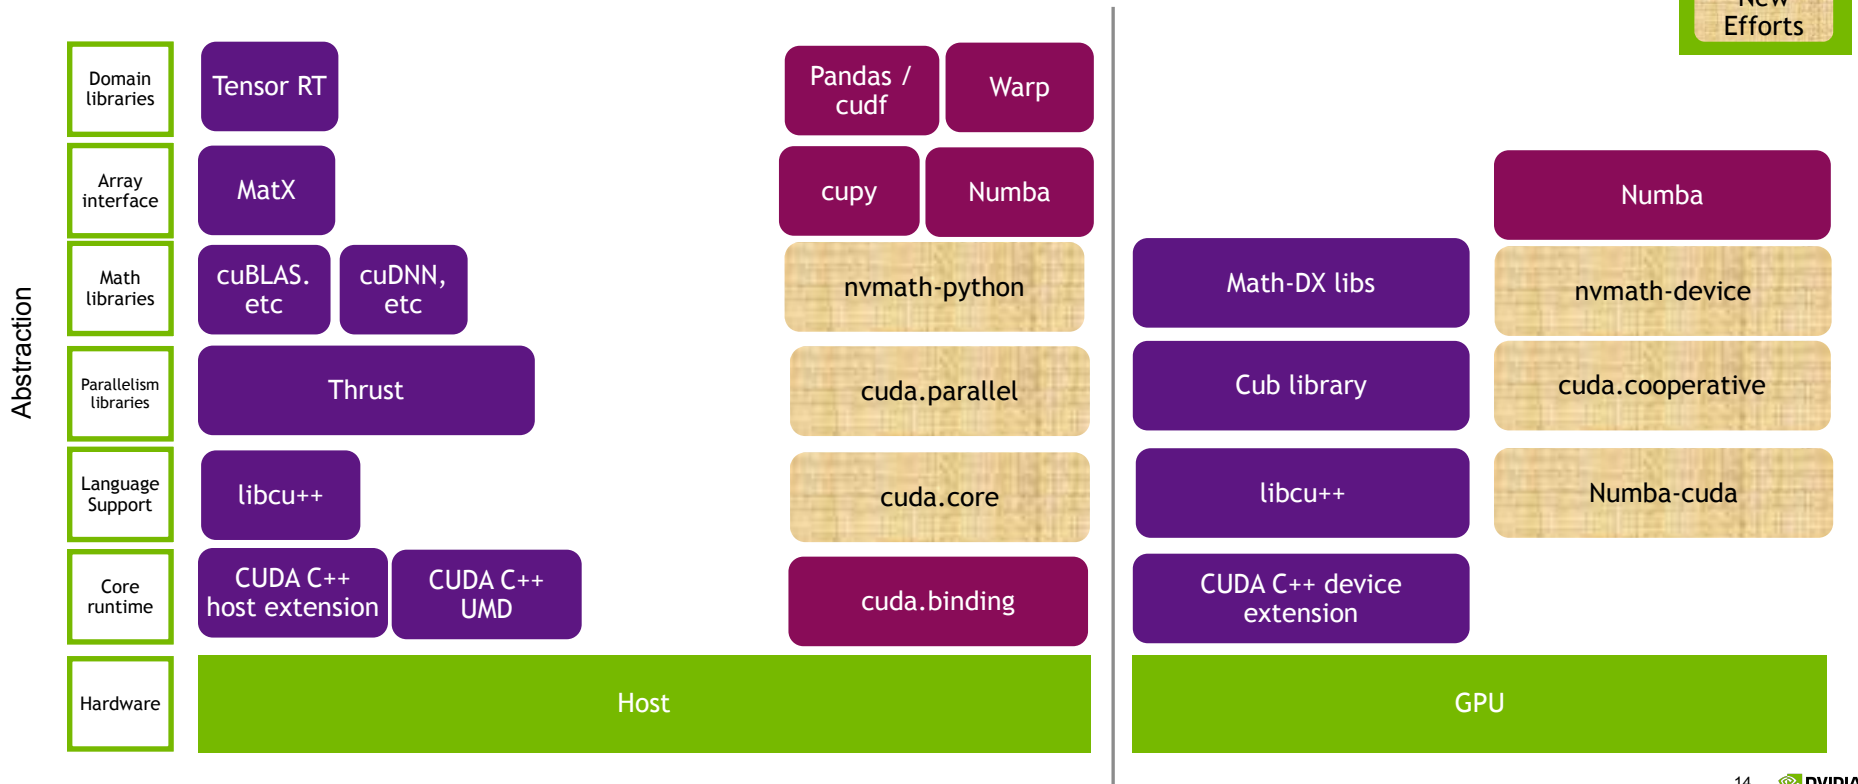 New
Efforts
Abstraction
Domain
libraries
Tensor RT
Pandas /
cudf
Warp
Array
interface
MatX
cupy
Numba
Numba
Math
libraries
cuBLAS.
etc
cuDNN,
etc
nvmath-python
Math-DX libs
nvmath-device
Parallelism
libraries
Thrust
cuda.parallel
Cub library
cuda.cooperative
Language
Support
libcu++
cuda.core
libcu++
Numba-cuda
Core
runtime
CUDA C++
host extension
CUDA C++
UMD
cuda.binding
CUDA C++ device
extension
Hardware
Host
GPU
14
NVIDIA